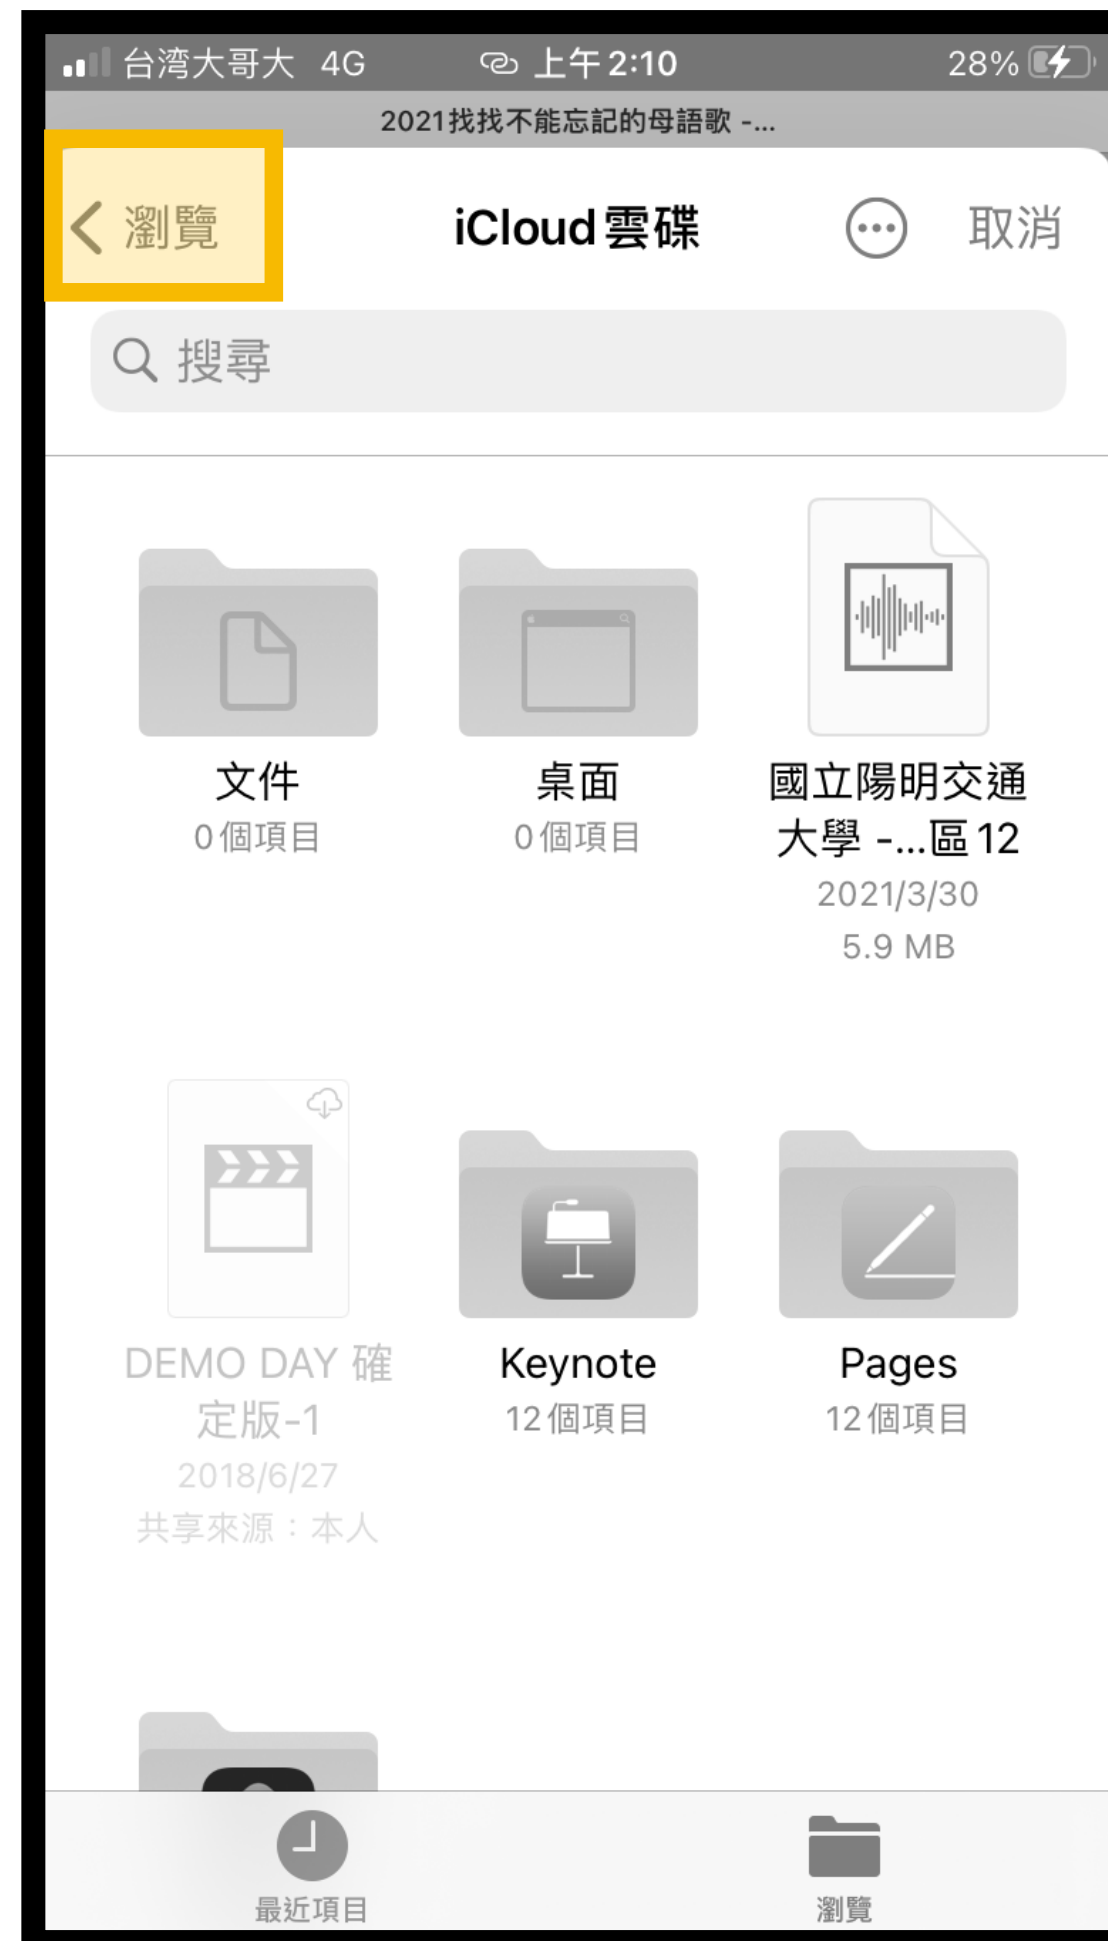 台湾大哥大 4G 上午2:10 28%
2021找找不能忘記的母語歌 -...
瀏覽 iCloud雲碟 取消
搜尋
文件 桌面 國立陽明交通
0個項目 0個項目 大學 -...區12
2021/3/30
5.9 MB
DEMO DAY 確 Keynote Pages
定版-1 12個項目 12個項目
2018/6/27
共享來源：本人
最近項目 瀏覽